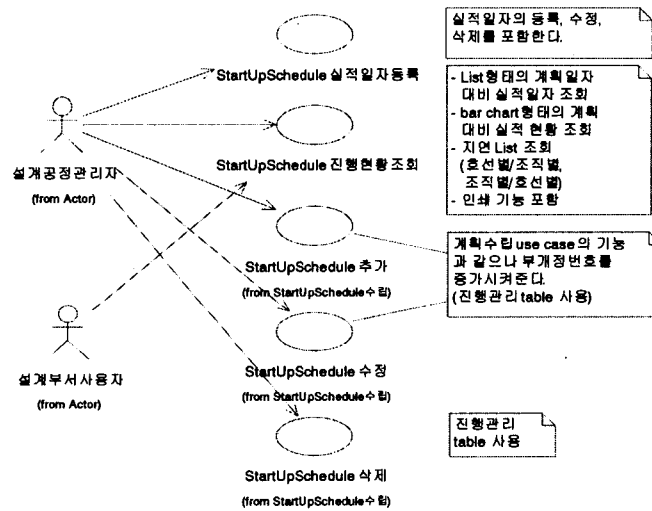 실적일자의 등록, 수정,
삭제를 포함한다.
StartUpSchedule 실적일자등록
- List형태의 계획일자
대비 실적일자 조회
- bar chart형태의 계획
대비 실적 현황 조회
- 지연 List 조회
(호선별/조직별,
조직별/호선별)
- 인쇄 기능 포함
설계공정관리자
(from Actor)
StartUpSchedule 진행현황조회
계획수립use case의 기능
과 같으나 부개정번호를
증가시켜준다.
(진행관리table 사용)
StartUpSchedule 추가
(from StartUpSchedule수립)
설계부서사용자
(from Actor)
StartUpSchedule 수정
(from StartUpSchedule수립)
진행관리
table 사용
StartUpSchedule 삭제
(from StartUpSchedule수립)